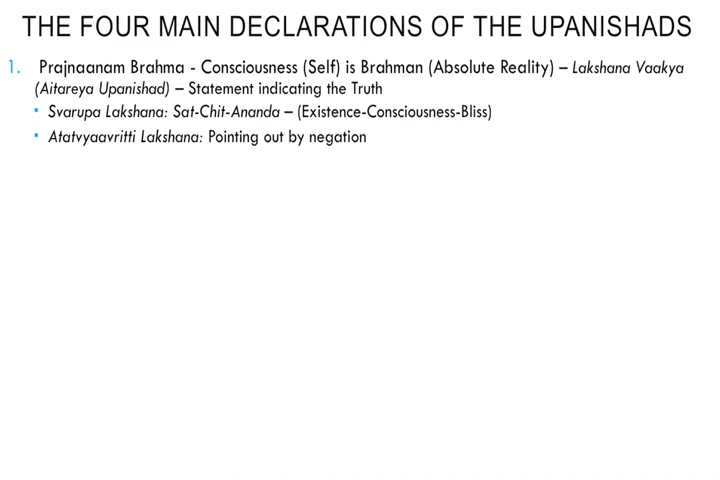 THE FOUR MAIN DECLARATIONS OF THE UPANISHADS
1. Prajnaanam Brahma - Consciousness (Self) is Brahman (Absolute Reality) – Lakshana Vaakya
(Aitareya Upanishad) – Statement indicating the Truth
▪ Svarupa Lakshana: Sat-Chit-Ananda – (Existence-Consciousness-Bliss)
▪ Atatvyaavritti Lakshana: Pointing out by negation